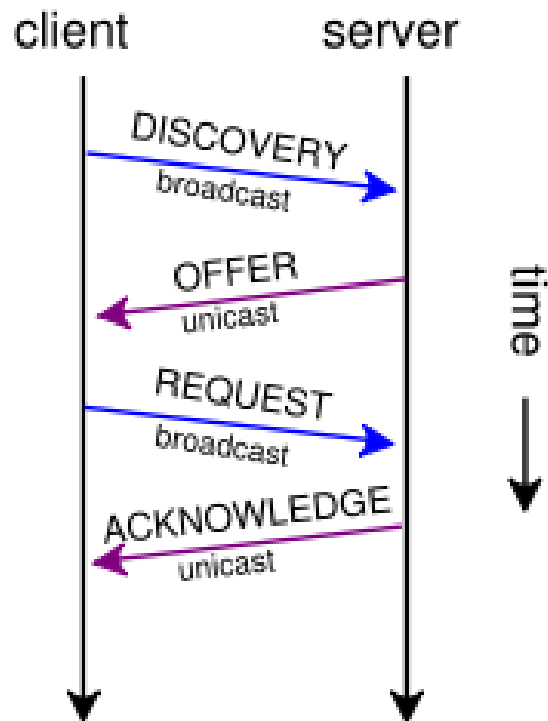 client
server
DISCOVERY
broadcast
OFFER
unicast
time
REQUEST
broadcast
ACKNOWLEDGE
unicast